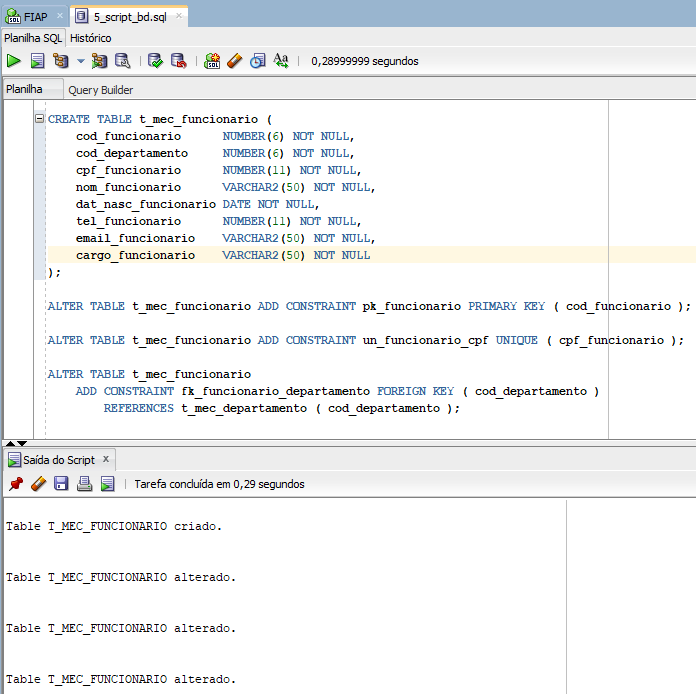 FIAP
5_script_bd.sql
Planilha SQL Histórico
0,28999999 segundos
Planilha Query Builder
CREATE TABLE t_mec_funcionario (
    cod_funcionario      NUMBER(6) NOT NULL,
    cod_departamento     NUMBER(6) NOT NULL,
    cpf_funcionario      NUMBER(11) NOT NULL,
    nom_funcionario      VARCHAR2(50) NOT NULL,
    dat_nasc_funcionario DATE NOT NULL,
    tel_funcionario      NUMBER(11) NOT NULL,
    email_funcionario    VARCHAR2(50) NOT NULL,
    cargo_funcionario    VARCHAR2(50) NOT NULL
);
ALTER TABLE t_mec_funcionario ADD CONSTRAINT pk_funcionario PRIMARY KEY ( cod_funcionario );
ALTER TABLE t_mec_funcionario ADD CONSTRAINT un_funcionario_cpf UNIQUE ( cpf_funcionario );
ALTER TABLE t_mec_funcionario
    ADD CONSTRAINT fk_funcionario_departamento FOREIGN KEY ( cod_departamento )
        REFERENCES t_mec_departamento ( cod_departamento );
Saída do Script x
Tarefa concluída em 0,29 segundos
Table T_MEC_FUNCIONARIO criado.
Table T_MEC_FUNCIONARIO alterado.
Table T_MEC_FUNCIONARIO alterado.
Table T_MEC_FUNCIONARIO alterado.